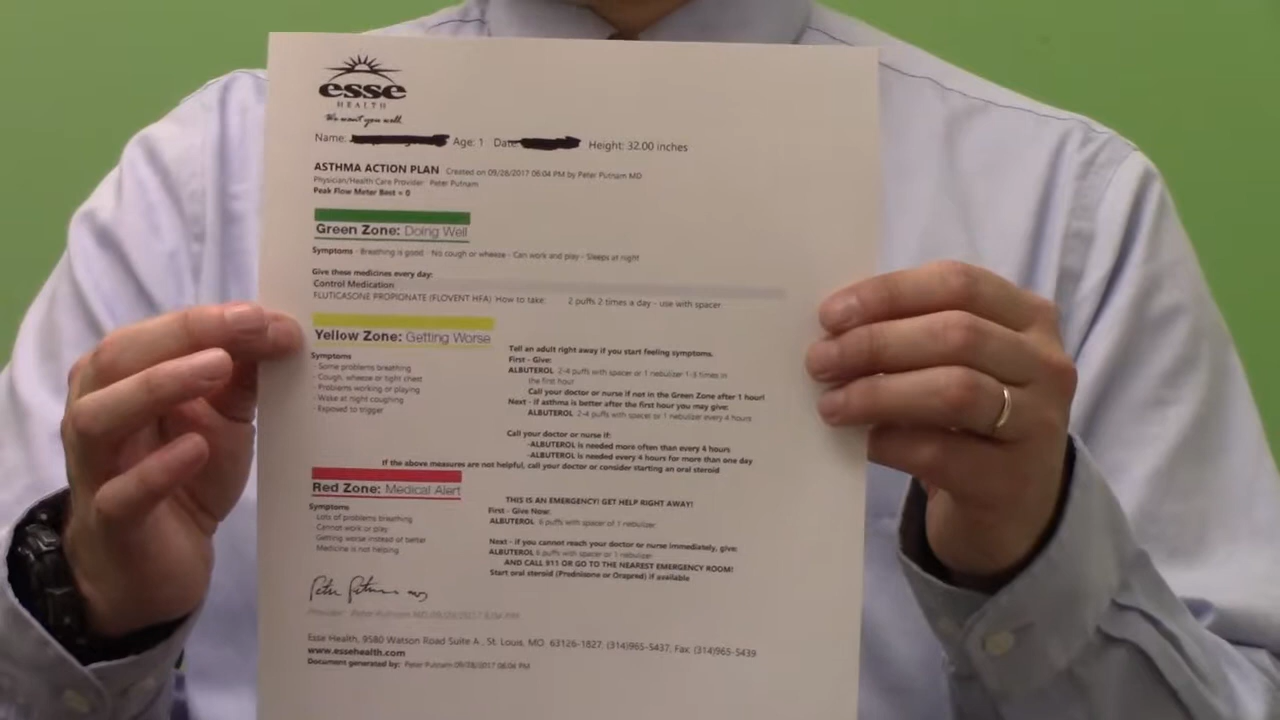 esse
HEALTH
We want you well.
Name: Age: 1 Date Height: 32.00 inches
ASTHMA ACTION PLAN Created on 09/28/2017 06:04 PM by Peter Putnam MD
Physician/Health Care Provider: Peter Putnam
Peak Flow Meter Best = 0
Green Zone: Doing Well
Symptoms - Breathing is good - No cough or wheeze - Can work and play - Sleeps at night
Give these medicines every day:
Control Medication
FLUTICASONE PROPIONATE (FLOVENT HFA) How to take: 2 puffs 2 times a day - use with spacer
Yellow Zone: Getting Worse
Symptoms
- Some problems breathing
- Cough, wheeze or tight chest
- Problems working or playing
- Wake at night coughing
- Exposed to trigger
Tell an adult right away if you start feeling symptoms.
First - Give:
ALBUTEROL 2-4 puffs with spacer or 1 nebulizer 1-3 times in
the first hour
Call your doctor or nurse if not in the Green Zone after 1 hour!
Next - if asthma is better after the first hour you may give:
ALBUTEROL 2-4 puffs with spacer or 1 nebulizer every 4 hours
Call your doctor or nurse if:
-ALBUTEROL is needed more often than every 4 hours
-ALBUTEROL is needed every 4 hours for more than one day
If the above measures are not helpful, call your doctor or consider starting an oral steroid
Red Zone: Medical Alert
Symptoms
- Lots of problems breathing
- Cannot work or play
- Getting worse instead of better
- Medicine is not helping
THIS IS AN EMERGENCY! GET HELP RIGHT AWAY!
First - Give Now:
ALBUTEROL 6 puffs with spacer of 1 nebulizer
Next - if you cannot reach your doctor or nurse immediately, give:
ALBUTEROL 6 puffs with spacer or 1 nebulizer
AND CALL 911 OR GO TO THE NEAREST EMERGENCY ROOM!
Start oral steroid (Prednisone or Orapred) if available
Peter Putnam MD
Provider: Peter Putnam MD 09/28/2017 6:04 PM
Esse Health, 9580 Watson Road Suite A , St. Louis, MO 63126-1827, (314)965-5437, Fax: (314)965-5439
www.essehealth.com
Document generated by: Peter Putnam 09/28/2017 06:04 PM